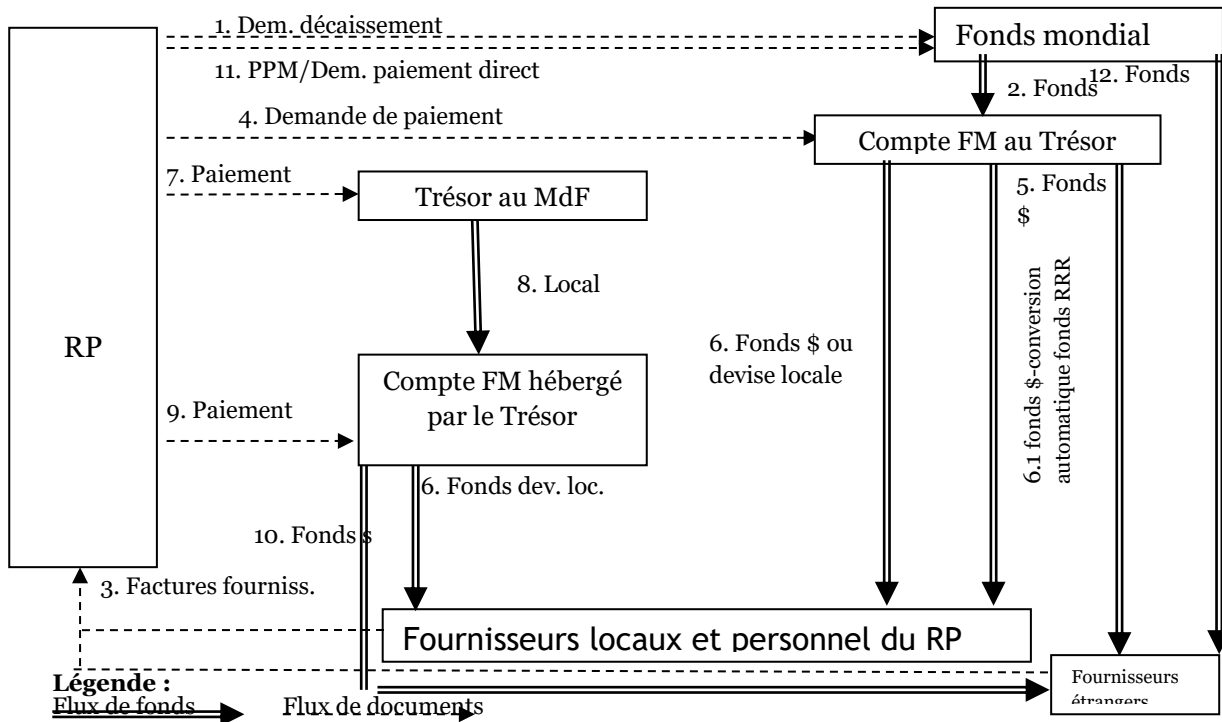 1. Dem. décaissement
Fonds mondial
11. PPM/Dem. paiement direct
12. Fonds
2. Fonds
4. Demande de paiement
Compte FM au Trésor
7. Paiement
Trésor au MdF
5. Fonds
$
8. Local
RP
6. Fonds $ ou
devise locale
6.1 fonds $-conversion
automatique fonds RRR
Compte FM hébergé
par le Trésor
9. Paiement
6. Fonds dev. loc.
10. Fonds s
3. Factures fourniss.
Fournisseurs locaux et personnel du RP
Légende :
Flux de fonds
Flux de documents
Fournisseurs
étrangers